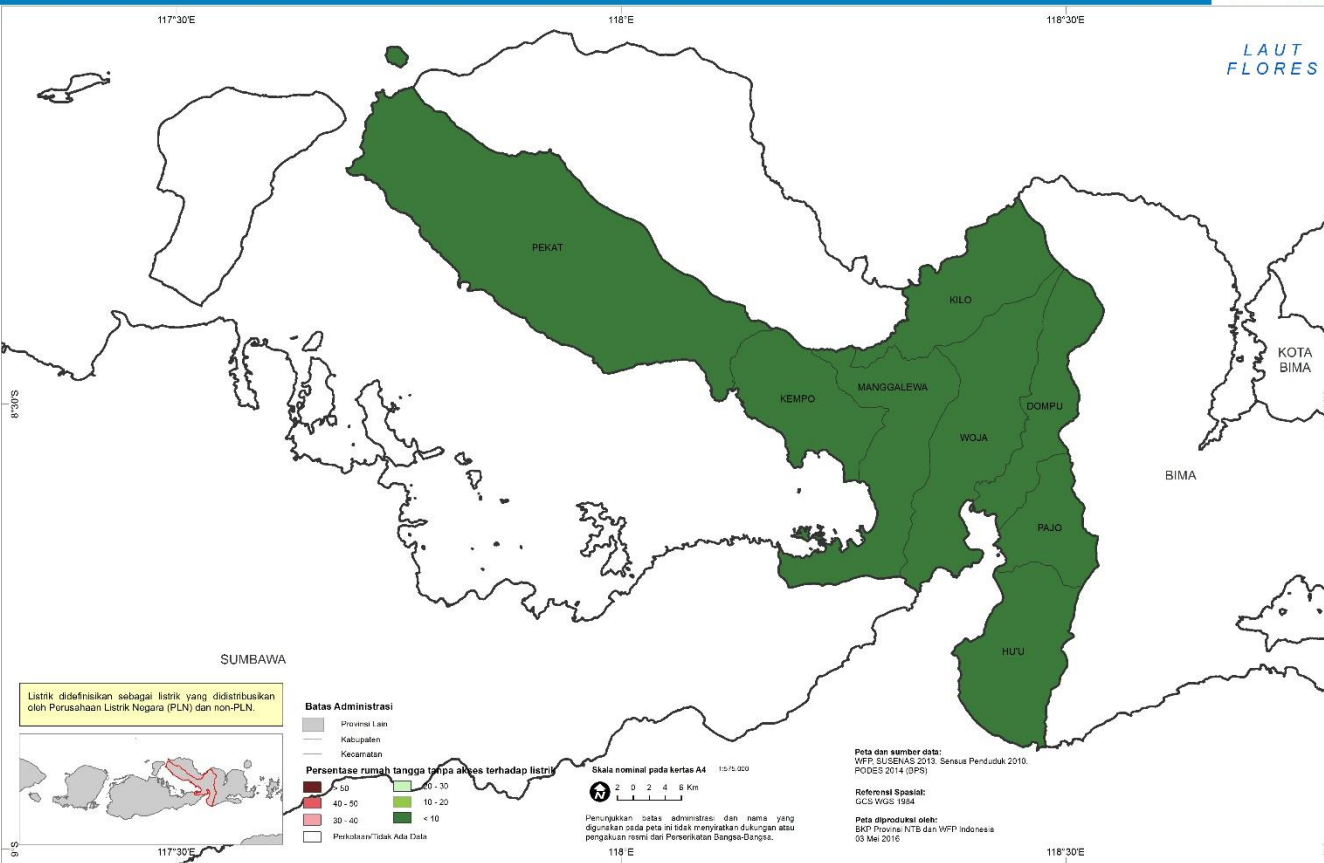 117°30'E
118°E
118°30'E
LAUT
FLORES
PEKAT
KILO
KOTA
BIMA
KEMPO
MANGGALEWA
DOMPU
8°30'S
WOJA
BIMA
PAJO
HU'U
SUMBAWA
Listrik didefinisikan sebagai listrik yang didistribusikan
oleh Perusahaan Listrik Negara (PLN) dan non-PLN.
Batas Administrasi
Provinsi Lain
Kabupaten
Kecamatan
Persentase rumah tangga tanpa akses terhadap listrik
> 50
40 - 50
30 - 40
20 - 30
10 - 20
< 10
Perkotaan/Tidak Ada Data
Skala nominal pada kertas A4 1:575.000
N
2 0 2 4 6 Km
Penunjukkan batas administrasi dan nama yang
digunakan pada peta ini tidak menyiratkan dukungan atau
pengakuan resmi dari Perserikatan Bangsa-Bangsa.
Peta dan sumber data:
WFP, SUSENAS 2013, Sensus Penduduk 2010,
PODES 2014 (BPS)
Referensi Spasial:
GCS WGS 1984
Peta diproduksi oleh:
BKP Provinsi NTB dan WFP Indonesia
03 Mei 2016
9°S
117°30'E
118°E
118°30'E